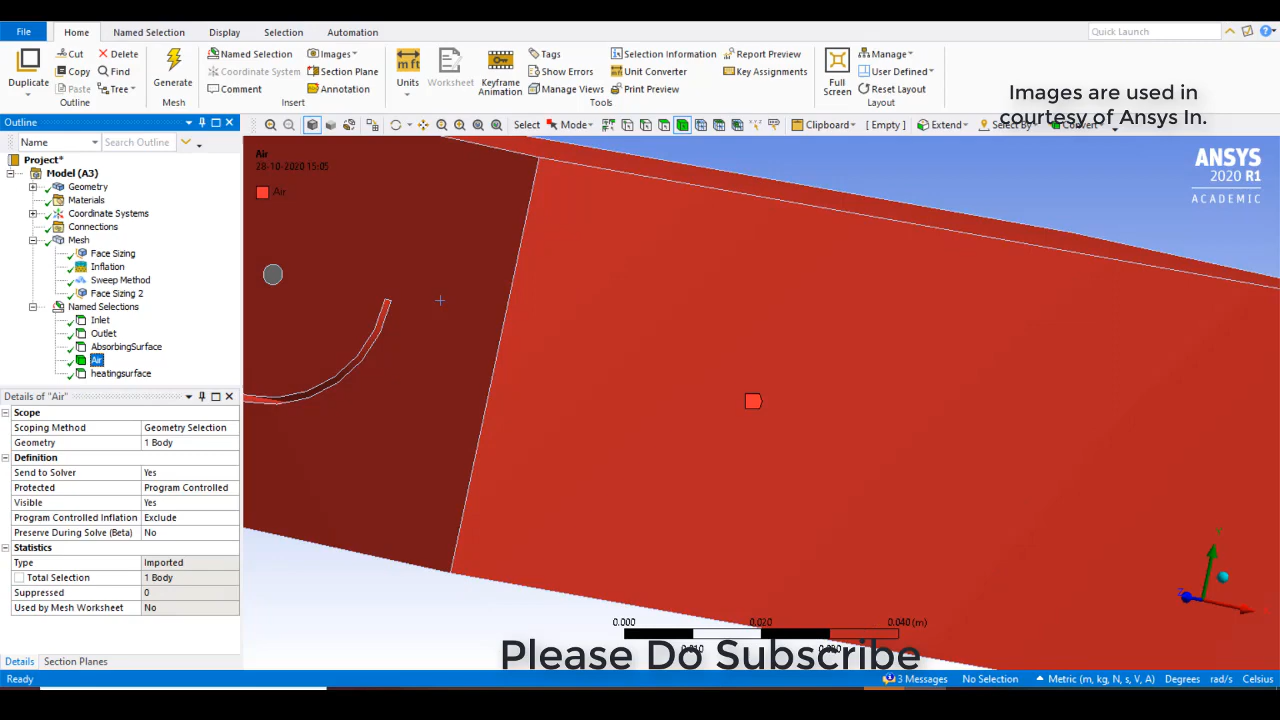 File Home Named Selection Display Selection Automation Quick Launch
Duplicate
Outline
Cut
Copy
Paste
Delete
Find
Tree
Generate
Mesh
Named Selection
Coordinate System
Comment
Images
Section Plane
Annotation
Insert
Units
Worksheet
Keyframe
Animation
Tags
Show Errors
Manage Views
Selection Information
Unit Converter
Print Preview
Report Preview
Key Assignments
Tools
Full
Screen
Manage
User Defined
Reset Layout
Layout
Images are used in
courtesy of Ansys In.
Outline
Name Search Outline
Select Mode Clipboard [ Empty ] Extend Select By Convert
Project*
Model (A3)
Geometry
Materials
Coordinate Systems
Connections
Mesh
Face Sizing
Inflation
Sweep Method
Face Sizing 2
Named Selections
Inlet
Outlet
AbsorbingSurface
Air
heatingsurface
Details of "Air"
Scope
Scoping Method Geometry Selection
Geometry 1 Body
Definition
Send to Solver Yes
Protected Program Controlled
Visible Yes
Program Controlled Inflation Exclude
Preserve During Solve (Beta) No
Statistics
Type Imported
Total Selection 1 Body
Suppressed 0
Used by Mesh Worksheet No
Details Section Planes
Air
28-10-2020 15:05
Air
ANSYS
2020 R1
ACADEMIC
Y
Z
X
0.000 0.020 0.040 (m)
0.010 0.030
Please Do Subscribe
Ready 3 Messages No Selection Metric (m, kg, N, s, V, A) Degrees rad/s Celsius